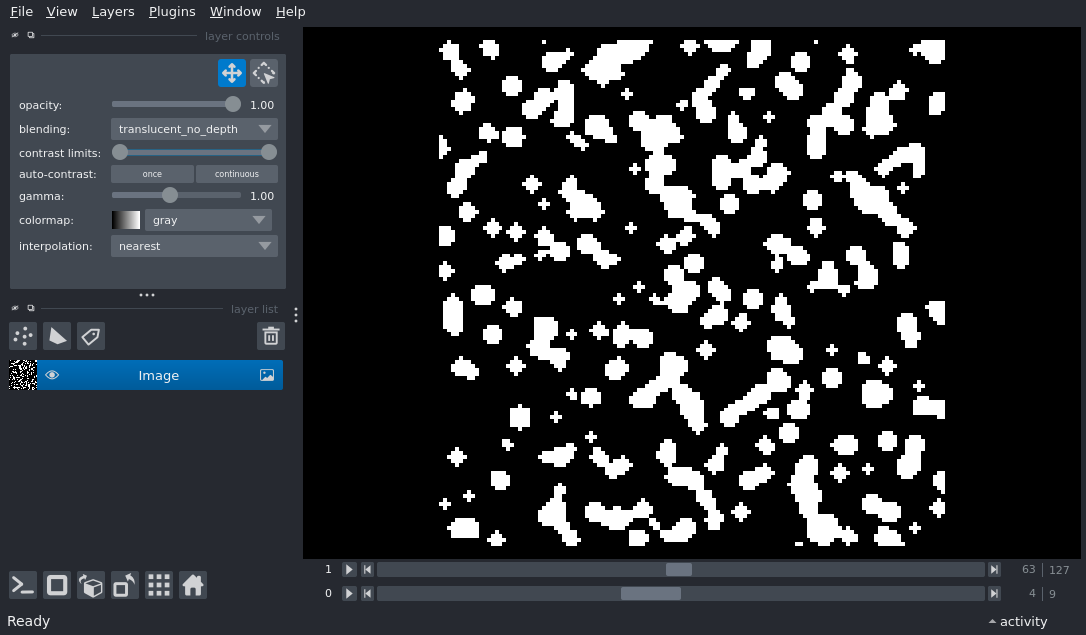 File View Layers Plugins Window Help
layer controls
opacity: 1.00
blending: translucent_no_depth
contrast limits:
auto-contrast: once continuous
gamma: 1.00
colormap: gray
interpolation: nearest
layer list
Image
1 63 127
0 4 9
Ready activity